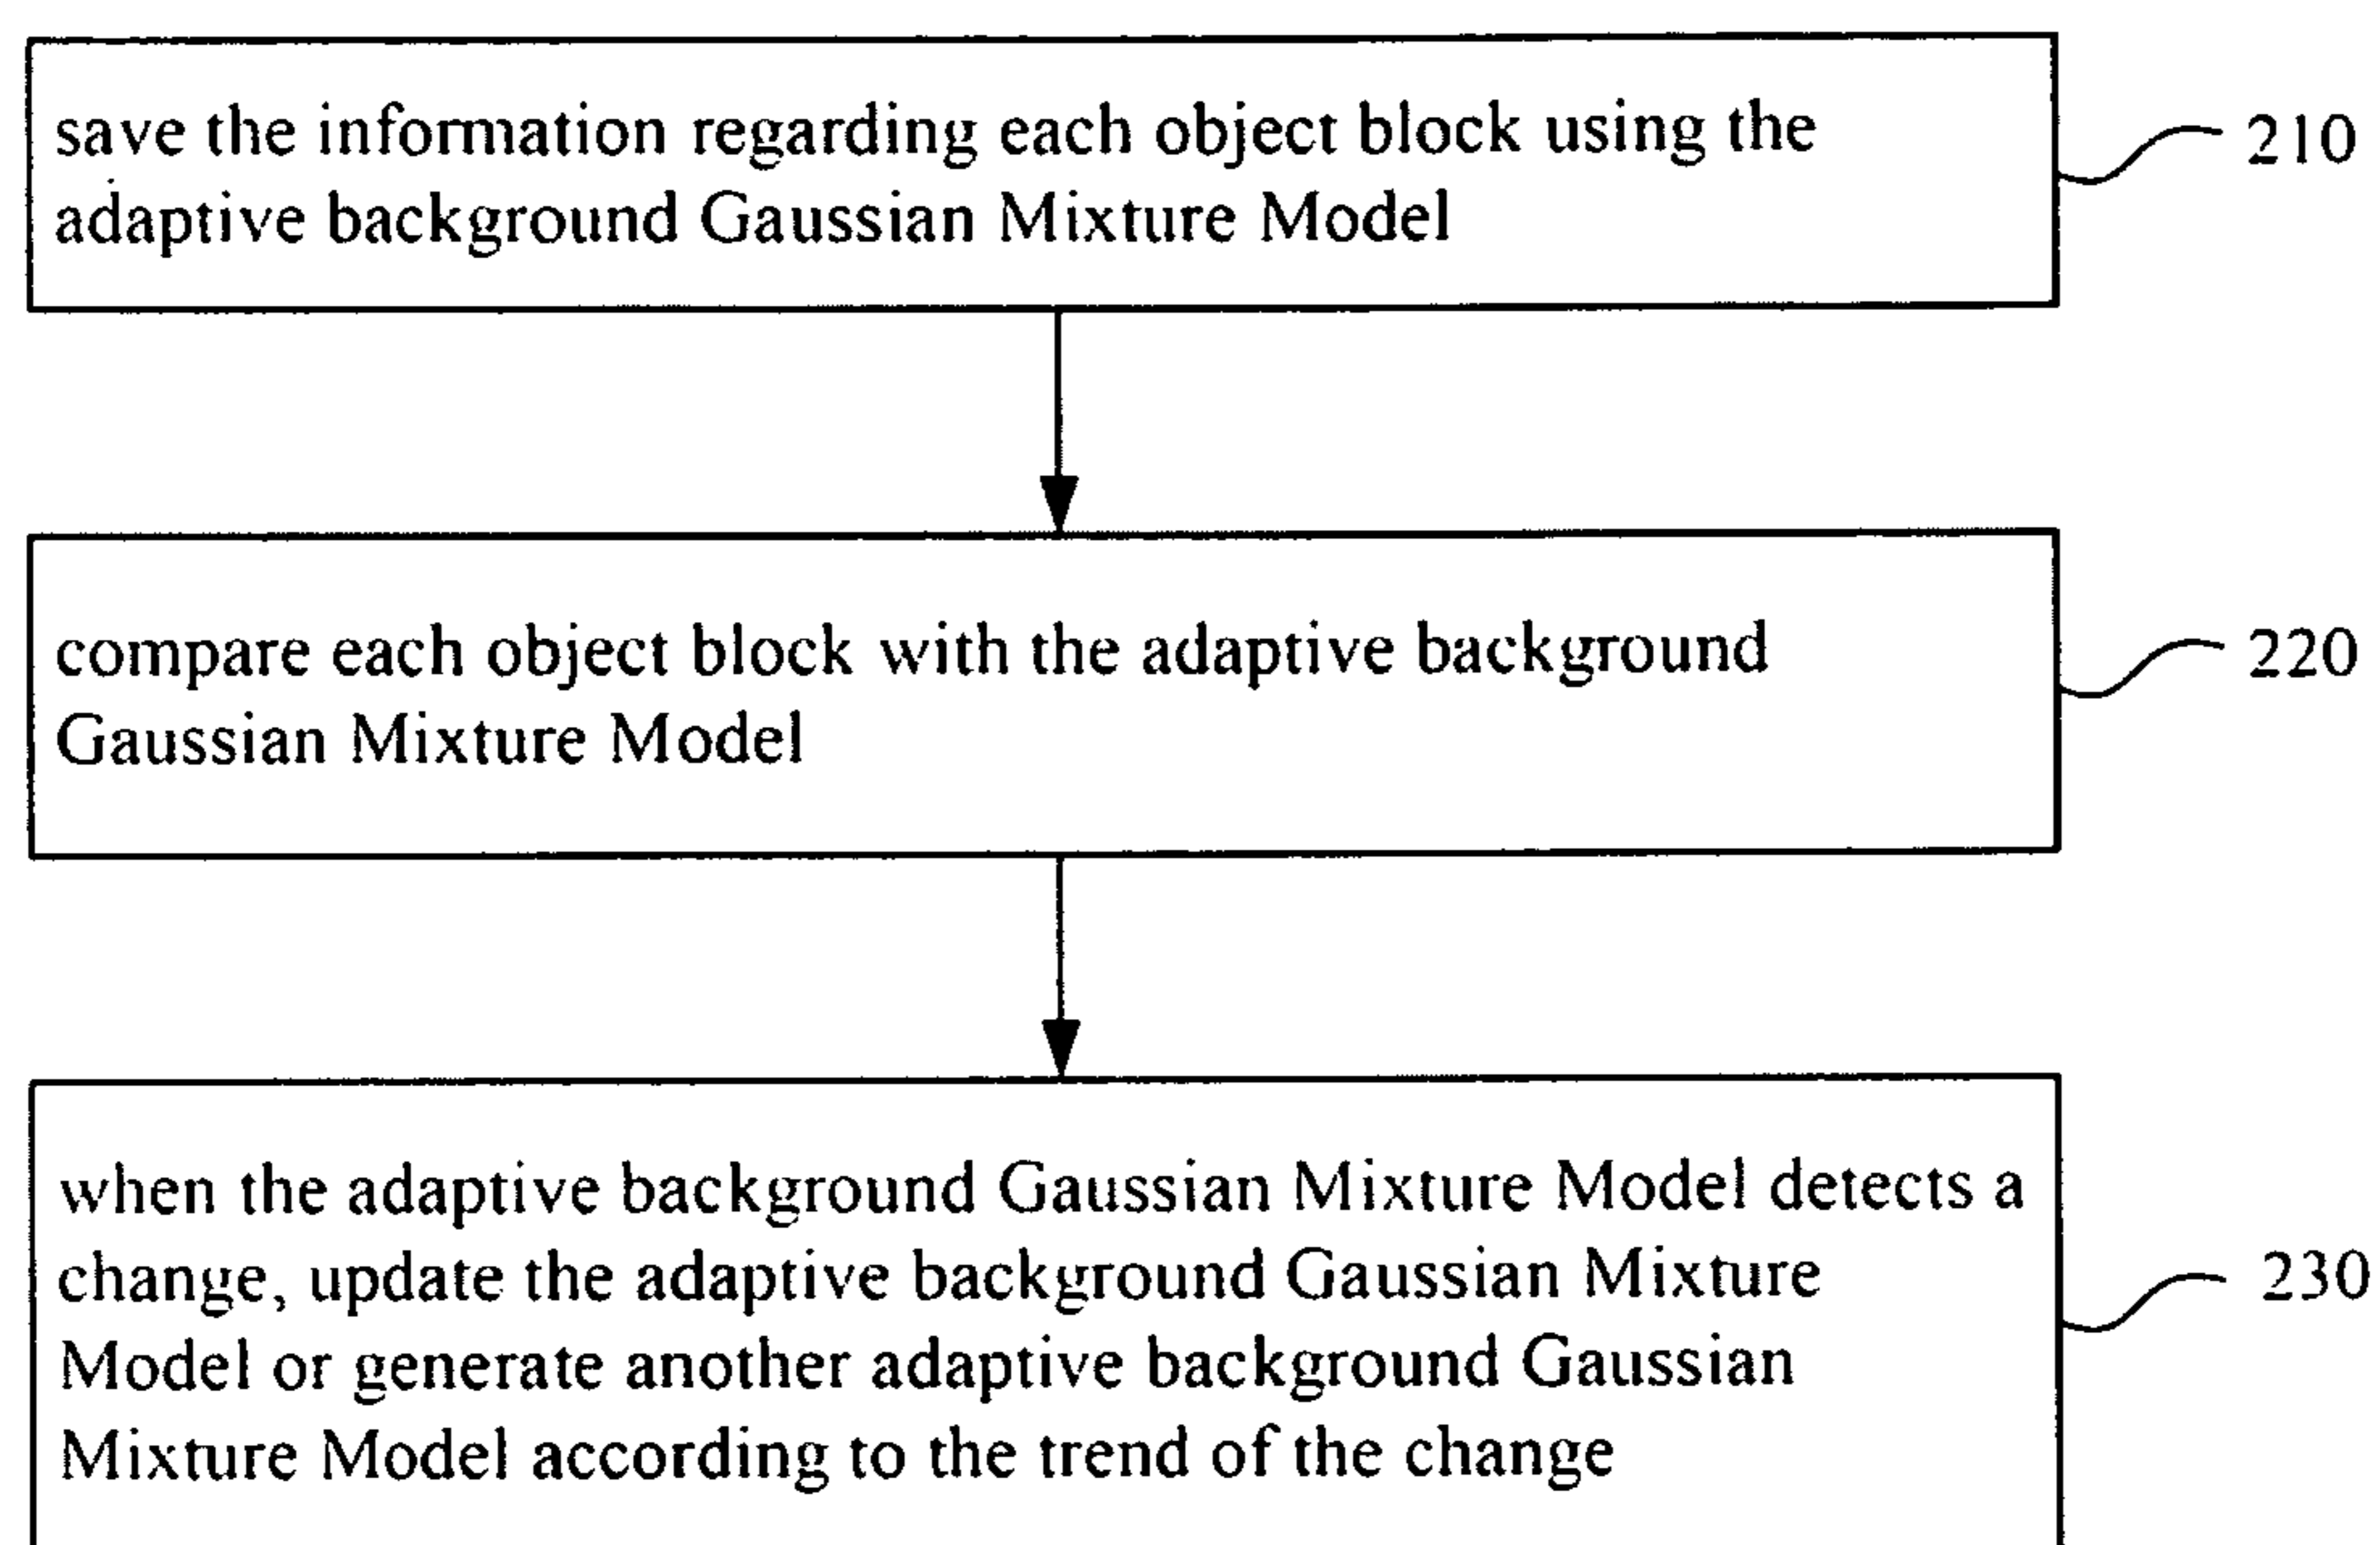 save the information regarding each object block using the
adaptive background Gaussian Mixture Model
210
compare each object block with the adaptive background
Gaussian Mixture Model
220
when the adaptive background Gaussian Mixture Model detects a
change, update the adaptive background Gaussian Mixture
Model or generate another adaptive background Gaussian
Mixture Model according to the trend of the change
230